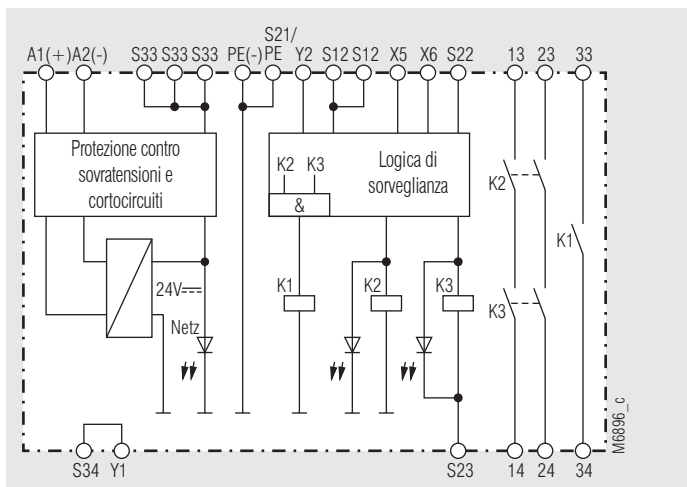 S21/
A1(+) A2(-) S33 S33 S33 PE(-) PE Y2 S12 S12 X5 X6 S22 13 23 33
Protezione contro
sovratensioni e
cortocircuiti
K2 K3
&
Logica di
sorveglianza
K2
K1
24V
Netz
K1 K2 K3
K3
M6896_c
S34 Y1 S23 14 24 34